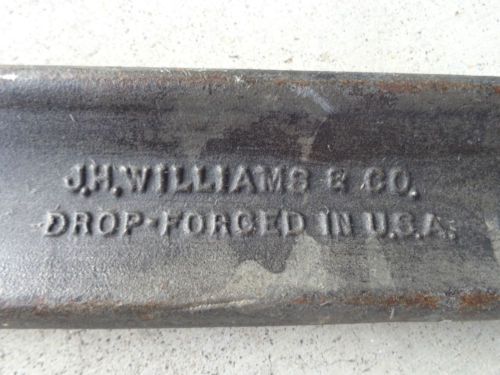 J.H. WILLIAMS & CO.
DROP-FORGED IN U.S.A.